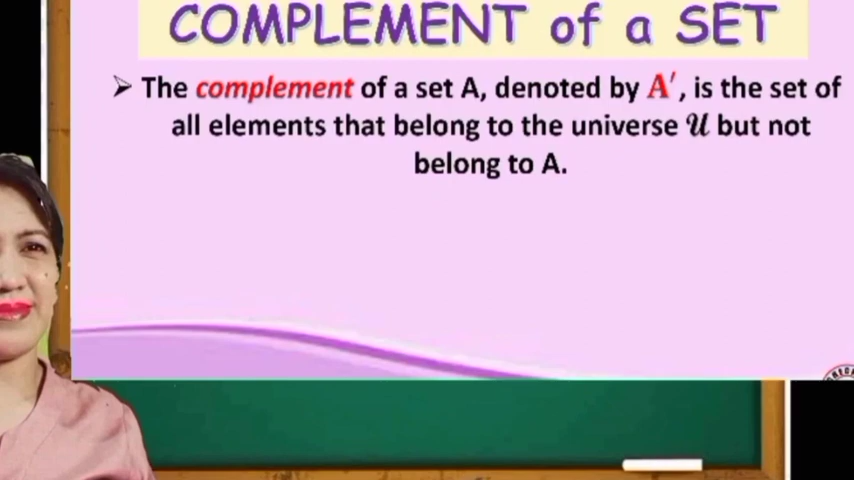 COMPLEMENT of a SET
➤ The complement of a set A, denoted by A′, is the set of
all elements that belong to the universe 𝒰 but not
belong to A.